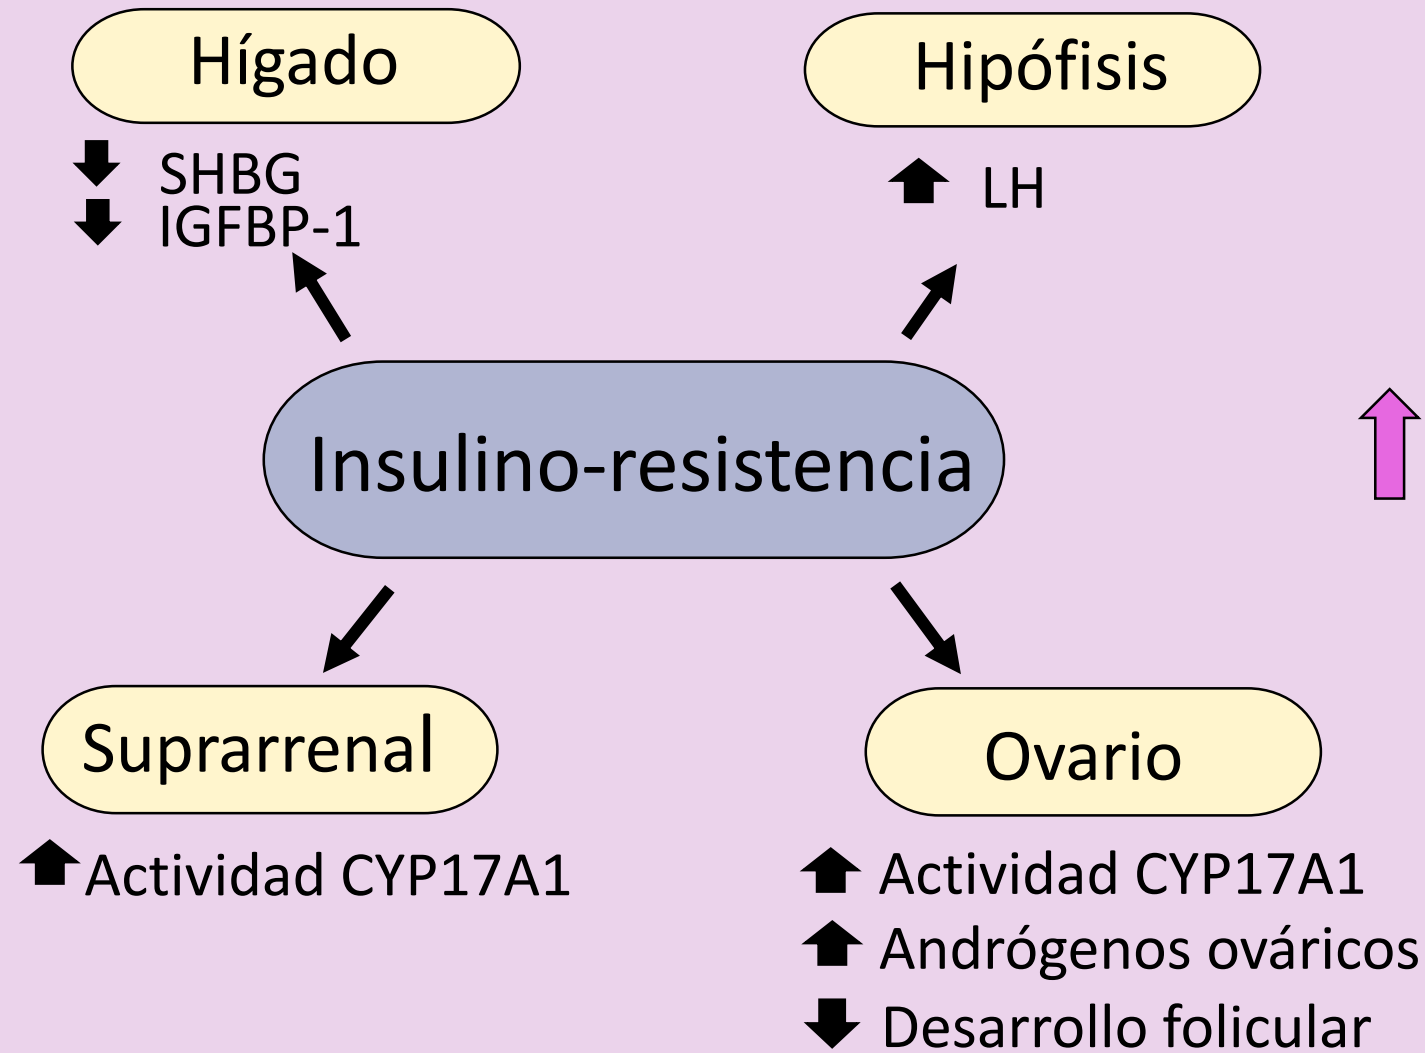 Hígado
SHBG
IGFBP-1
Hipófisis
LH
Insulino-resistencia
Suprarrenal
Actividad CYP17A1
Ovario
Actividad CYP17A1
Andrógenos ováricos
Desarrollo folicular